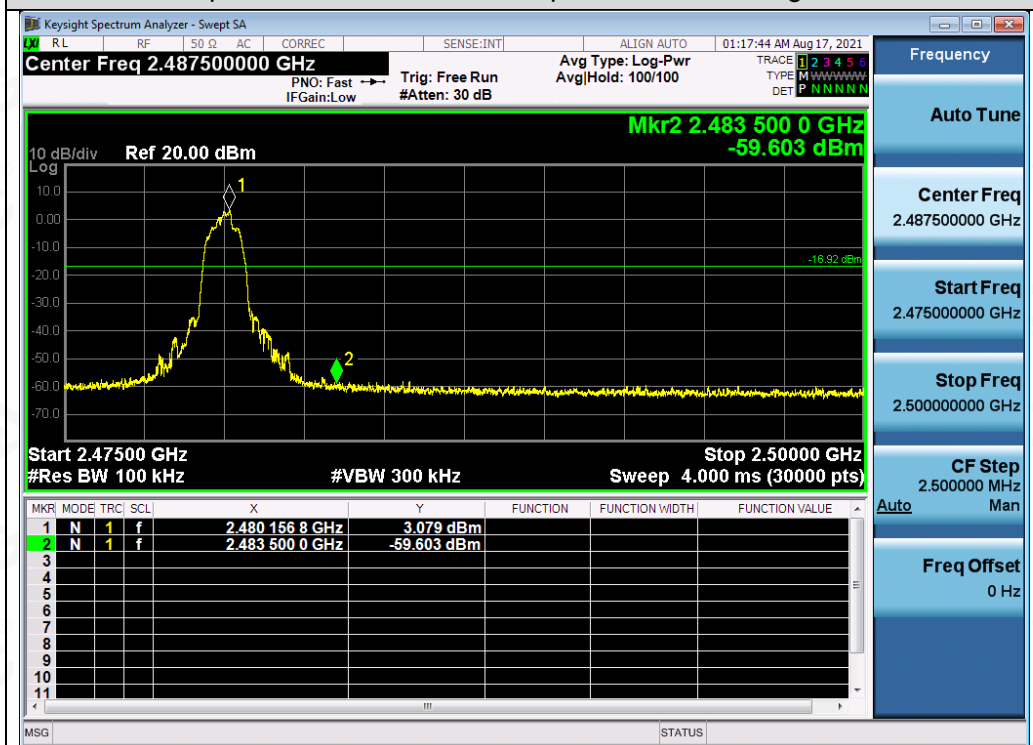 Keysight Spectrum Analyzer - Swept SA
LXI RL RF 50 Ω AC CORREC SENSE:INT ALIGN AUTO 01:17:44 AM Aug 17, 2021
Center Freq 2.487500000 GHz
PNO: Fast
IFGain:Low
Trig: Free Run
#Atten: 30 dB
Avg Type: Log-Pwr
Avg|Hold: 100/100
TRACE 1 2 3 4 5 6
TYPE M WWWWW
DET P N N N N N
Mkr2 2.483 500 0 GHz
-59.603 dBm
10 dB/div Ref 20.00 dBm
Log
10.0
0.00
-10.0
-20.0
-30.0
-40.0
-50.0
-60.0
-70.0
1
2
-16.92 dBm
Start 2.47500 GHz Stop 2.50000 GHz
#Res BW 100 kHz #VBW 300 kHz Sweep 4.000 ms (30000 pts)
MKR MODE TRC SCL X Y FUNCTION FUNCTION WIDTH FUNCTION VALUE
1 N 1 f 2.480 156 8 GHz 3.079 dBm
2 N 1 f 2.483 500 0 GHz -59.603 dBm
3
4
5
6
7
8
9
10
11
MSG STATUS
Frequency
Auto Tune
Center Freq
2.487500000 GHz
Start Freq
2.475000000 GHz
Stop Freq
2.500000000 GHz
CF Step
2.500000 MHz
Auto Man
Freq Offset
0 Hz